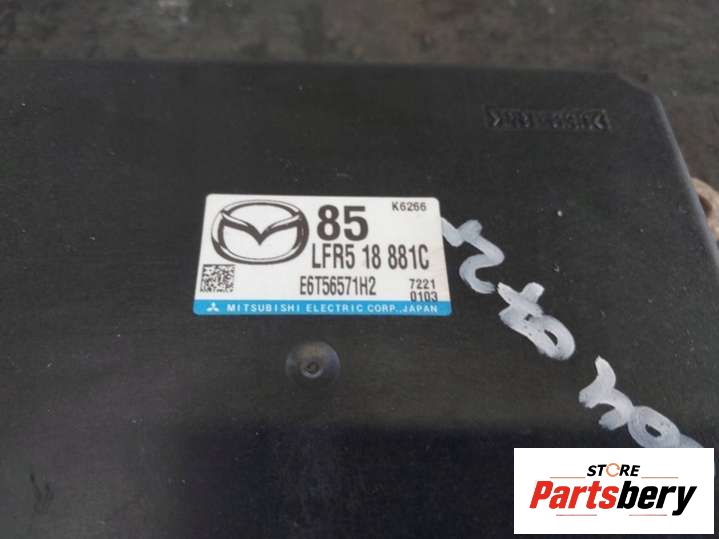 85 K6266
LFR5 18 881C
E6T56571H2 7221
0103
MITSUBISHI ELECTRIC CORP., JAPAN
STORE
Partsbery